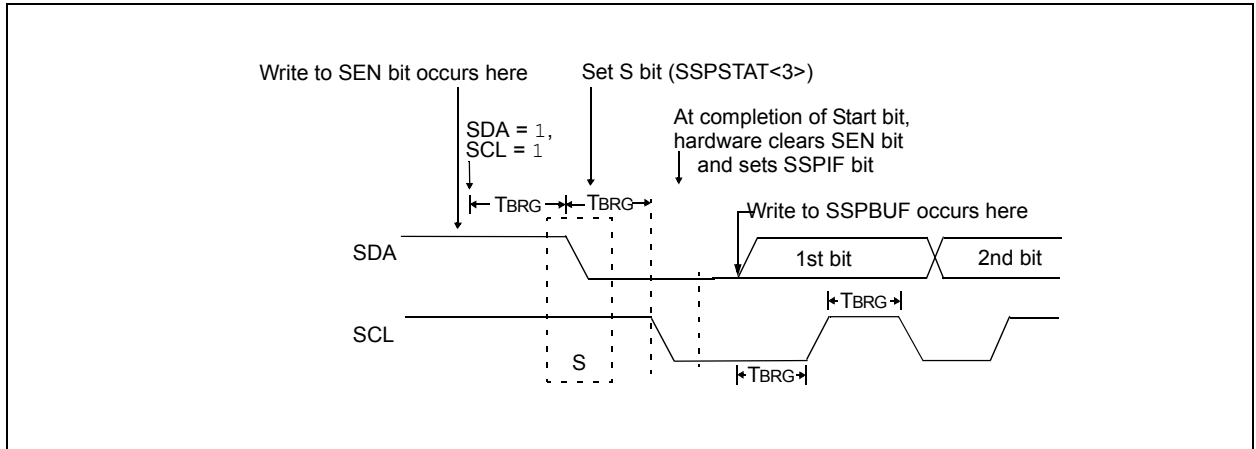 Write to SEN bit occurs here
Set S bit (SSPSTAT<3>)
SDA = 1,
SCL = 1
At completion of Start bit,
hardware clears SEN bit
and sets SSPIF bit
TBRG
TBRG
Write to SSPBUF occurs here
SDA
1st bit
2nd bit
TBRG
SCL
S
TBRG